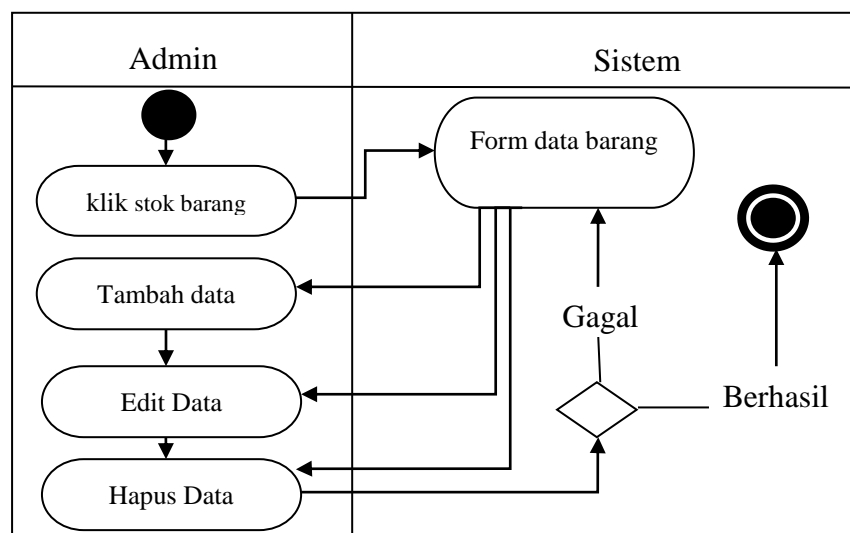 Admin
Sistem
Form data barang
klik stok barang
Tambah data
Gagal
Edit Data
Berhasil
Hapus Data